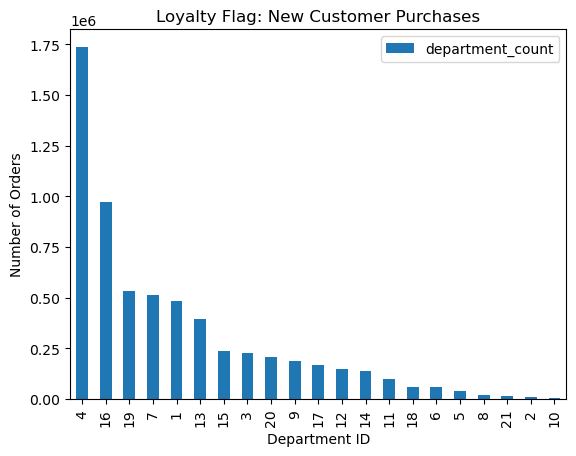 Loyalty Flag: New Customer Purchases
1e6
department_count
1.75
1.50
1.25
1.00
0.75
0.50
0.25
0.00
Number of Orders
4 16 19 7 1 13 15 3 20 9 17 12 14 11 18 6 5 8 21 2 10
Department ID